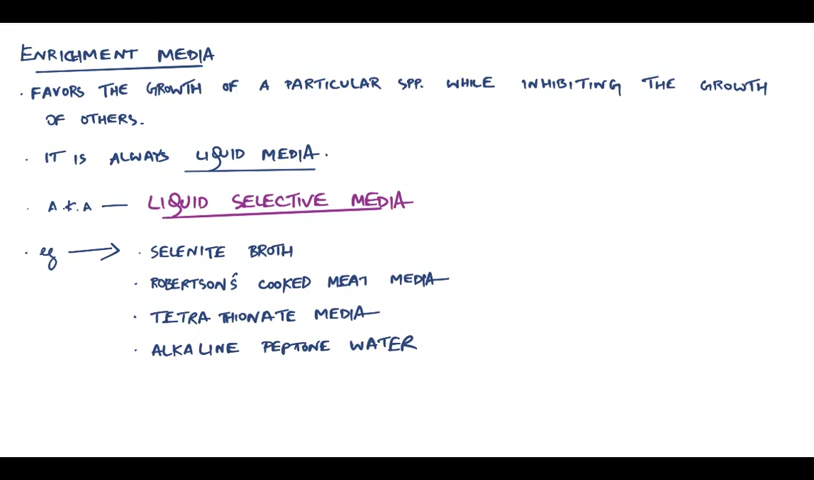 ENRICHMENT MEDIA
· FAVORS THE GROWTH OF A PARTICULAR SPP. WHILE INHIBITING THE GROWTH
OF OTHERS.
· IT IS ALWAYS LIQUID MEDIA.
· A.K.A — LIQUID SELECTIVE MEDIA
· eg → · SELENITE BROTH
· ROBERTSON'S COOKED MEAT MEDIA
· TETRA THIONATE MEDIA
· ALKALINE PEPTONE WATER